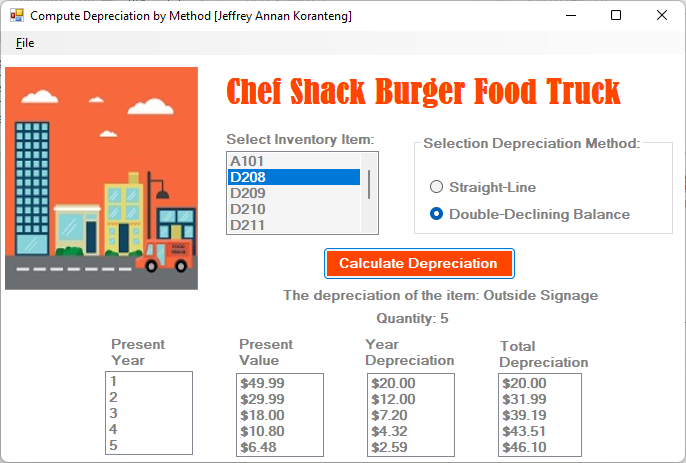 Compute Depreciation by Method [Jeffrey Annan Koranteng]
File
Chef Shack Burger Food Truck
Select Inventory Item:
A101
D208
D209
D210
D211
Selection Depreciation Method:
Straight-Line
Double-Declining Balance
FOOD
TRUCK
Calculate Depreciation
The depreciation of the item: Outside Signage
Quantity: 5
Present Year
Present Value
Year Depreciation
Total Depreciation
1 $49.99 $20.00 $20.00
2 $29.99 $12.00 $31.99
3 $18.00 $7.20 $39.19
4 $10.80 $4.32 $43.51
5 $6.48 $2.59 $46.10